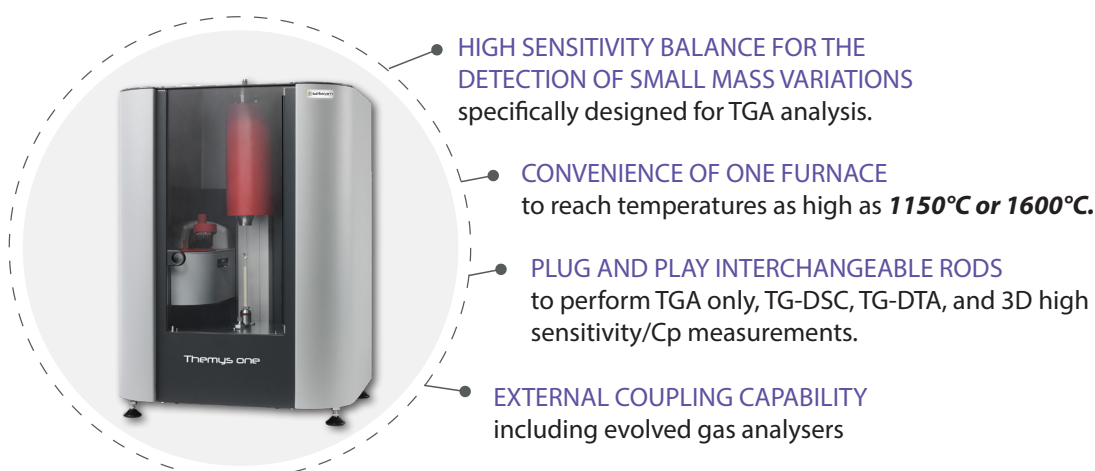 HIGH SENSITIVITY BALANCE FOR THE
DETECTION OF SMALL MASS VARIATIONS
specifically designed for TGA analysis.
CONVENIENCE OF ONE FURNACE
to reach temperatures as high as 1150°C or 1600°C.
PLUG AND PLAY INTERCHANGEABLE RODS
to perform TGA only, TG-DSC, TG-DTA, and 3D high
sensitivity/Cp measurements.
EXTERNAL COUPLING CAPABILITY
including evolved gas analysers
Themys one